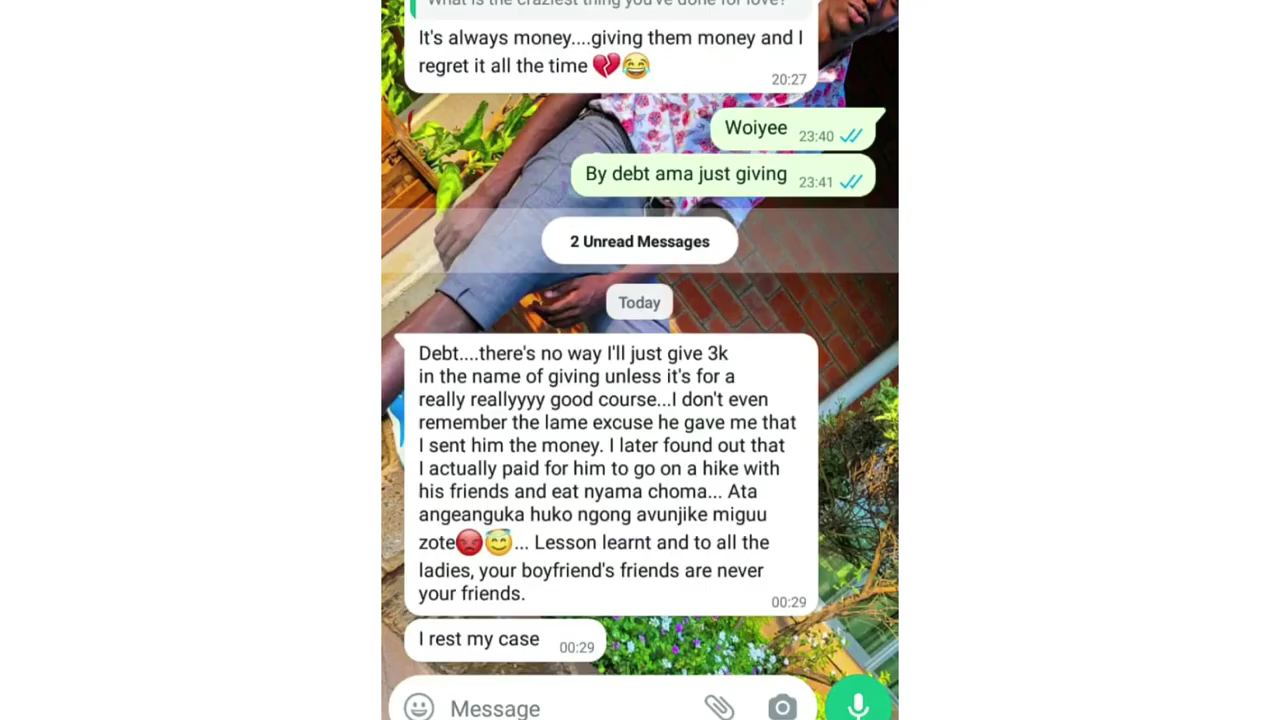 What is the craziest thing you've done for love?
It's always money....giving them money and I
regret it all the time 💔😂
20:27
Woiyee
23:40
By debt ama just giving
23:41
2 Unread Messages
Today
Debt....there's no way I'll just give 3k
in the name of giving unless it's for a
really reallyyyy good course...I don't even
remember the lame excuse he gave me that
I sent him the money. I later found out that
I actually paid for him to go on a hike with
his friends and eat nyama choma... Ata
angeanguka huko ngong avunjike miguu
zote😡😇... Lesson learnt and to all the
ladies, your boyfriend's friends are never
your friends.
00:29
I rest my case
00:29
Message